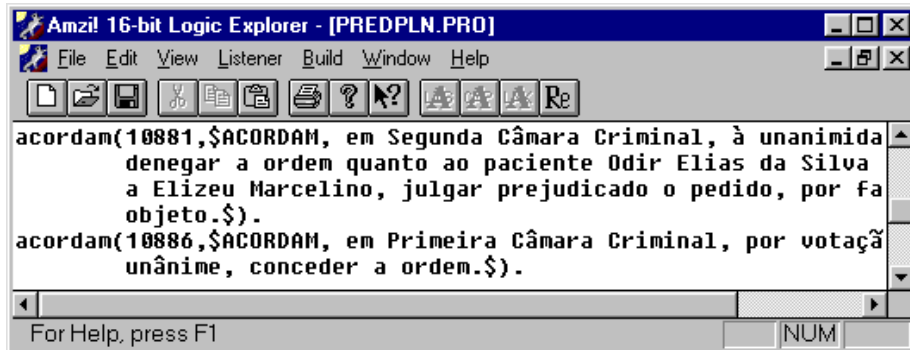 Amzi! 16-bit Logic Explorer - [PREDPLN.PRO]
File Edit View Listener Build Window Help
Re
acordam(10881,$ACORDAM, em Segunda Câmara Criminal, à unanimida
denegar a ordem quanto ao paciente Odir Elias da Silva
a Elizeu Marcelino, julgar prejudicado o pedido, por fa
objeto.$).
acordam(10886,$ACORDAM, em Primeira Câmara Criminal, por votaçã
unânime, conceder a ordem.$).
For Help, press F1 NUM